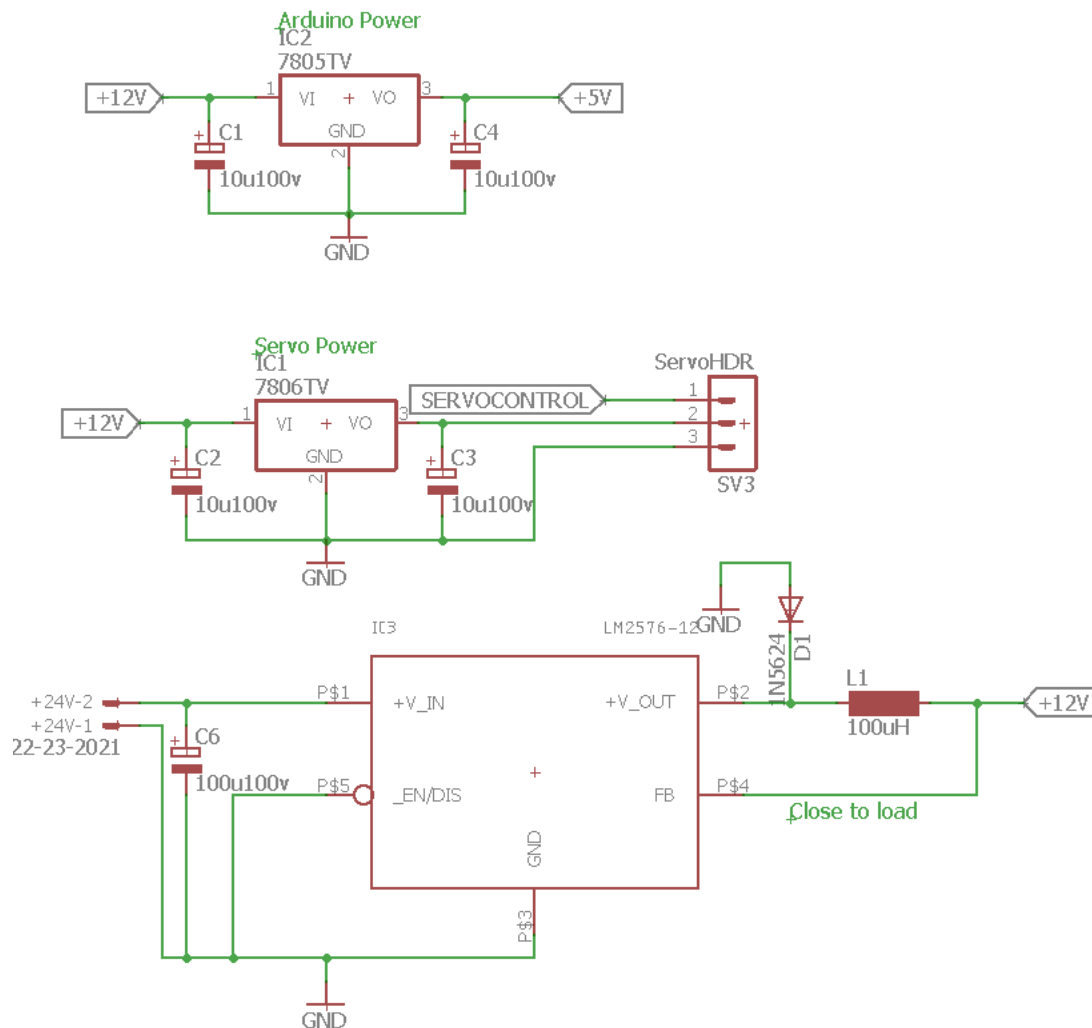 Arduino Power
IC2
7805TV
+12V
1
VI
VO
3
+5V
GND
2
C1
10u100v
C4
10u100v
GND
Servo Power
IC1
7806TV
ServoHDR
SERVOCONTROL
1
+12V
1
VI
VO
3
2
GND
2
3
C2
10u100v
C3
10u100v
SV3
GND
IC3
LM2576-12
GND
1N5624
D1
+24V-2
P$1
+V_IN
+V_OUT
P$2
L1
100uH
+12V
+24V-1
22-23-2021
C6
100u100v
P$5
_EN/DIS
FB
P$4
Close to load
GND
P$3
GND